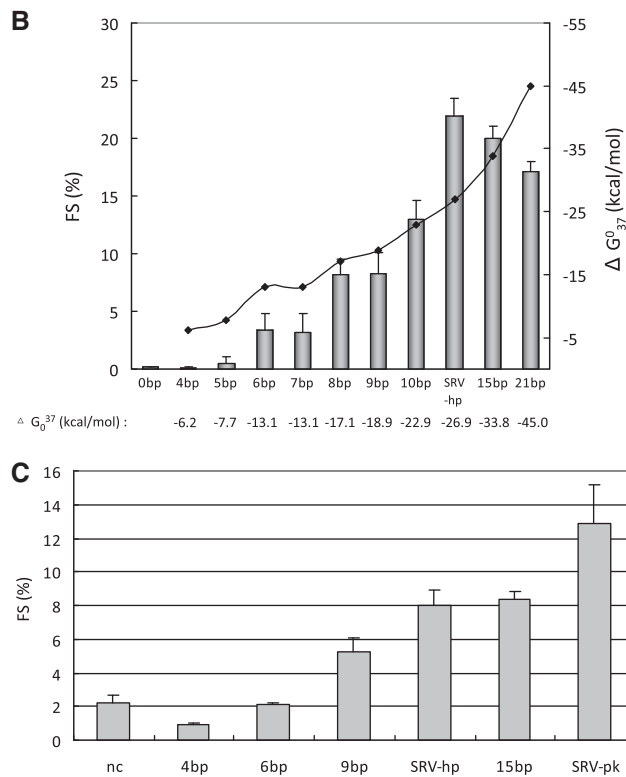 B
30 -55
25 -45
20 -35
15 -25
10 -15
5 -5
0
FS (%)
Δ G⁰₃₇ (kcal/mol)
0bp 4bp 5bp 6bp 7bp 8bp 9bp 10bp SRV-hp 15bp 21bp
Δ G₀³⁷ (kcal/mol) : -6.2 -7.7 -13.1 -13.1 -17.1 -18.9 -22.9 -26.9 -33.8 -45.0
C
16
14
12
10
8
6
4
2
0
FS (%)
nc 4bp 6bp 9bp SRV-hp 15bp SRV-pk